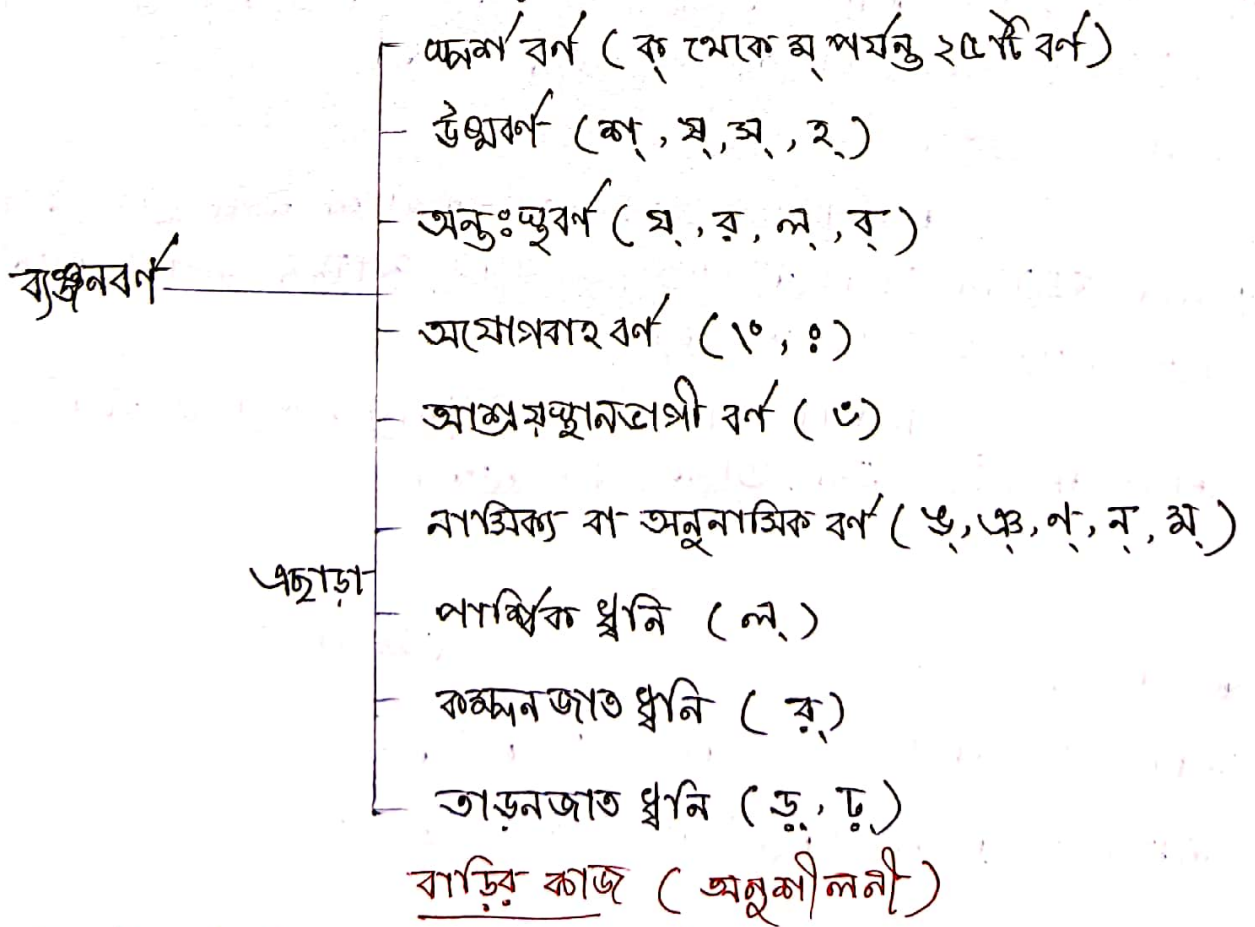 স্পর্শ বর্ণ ( ক্ থেকে ম্ পর্যন্ত ২৫টি বর্ণ )
উষ্মবর্ণ ( শ্, ষ্, স্, হ্ )
অন্তঃস্থবর্ণ ( য্, র্, ল্, ব্ )
ব্যঞ্জনবর্ণ
অযোগবাহ বর্ণ ( ং, ঃ )
আশ্রয়স্থানভাগী বর্ণ ( ঁ )
নাসিক্য বা অনুনাসিক বর্ণ ( ঙ্, ঞ্, ণ্, ন্, ম্ )
এছাড়া
পার্শ্বিক ধ্বনি ( ল্ )
কম্পনজাত ধ্বনি ( র্ )
তাড়নজাত ধ্বনি ( ড়্, ঢ়্ )
বাড়ির কাজ ( অনুশীলনী )